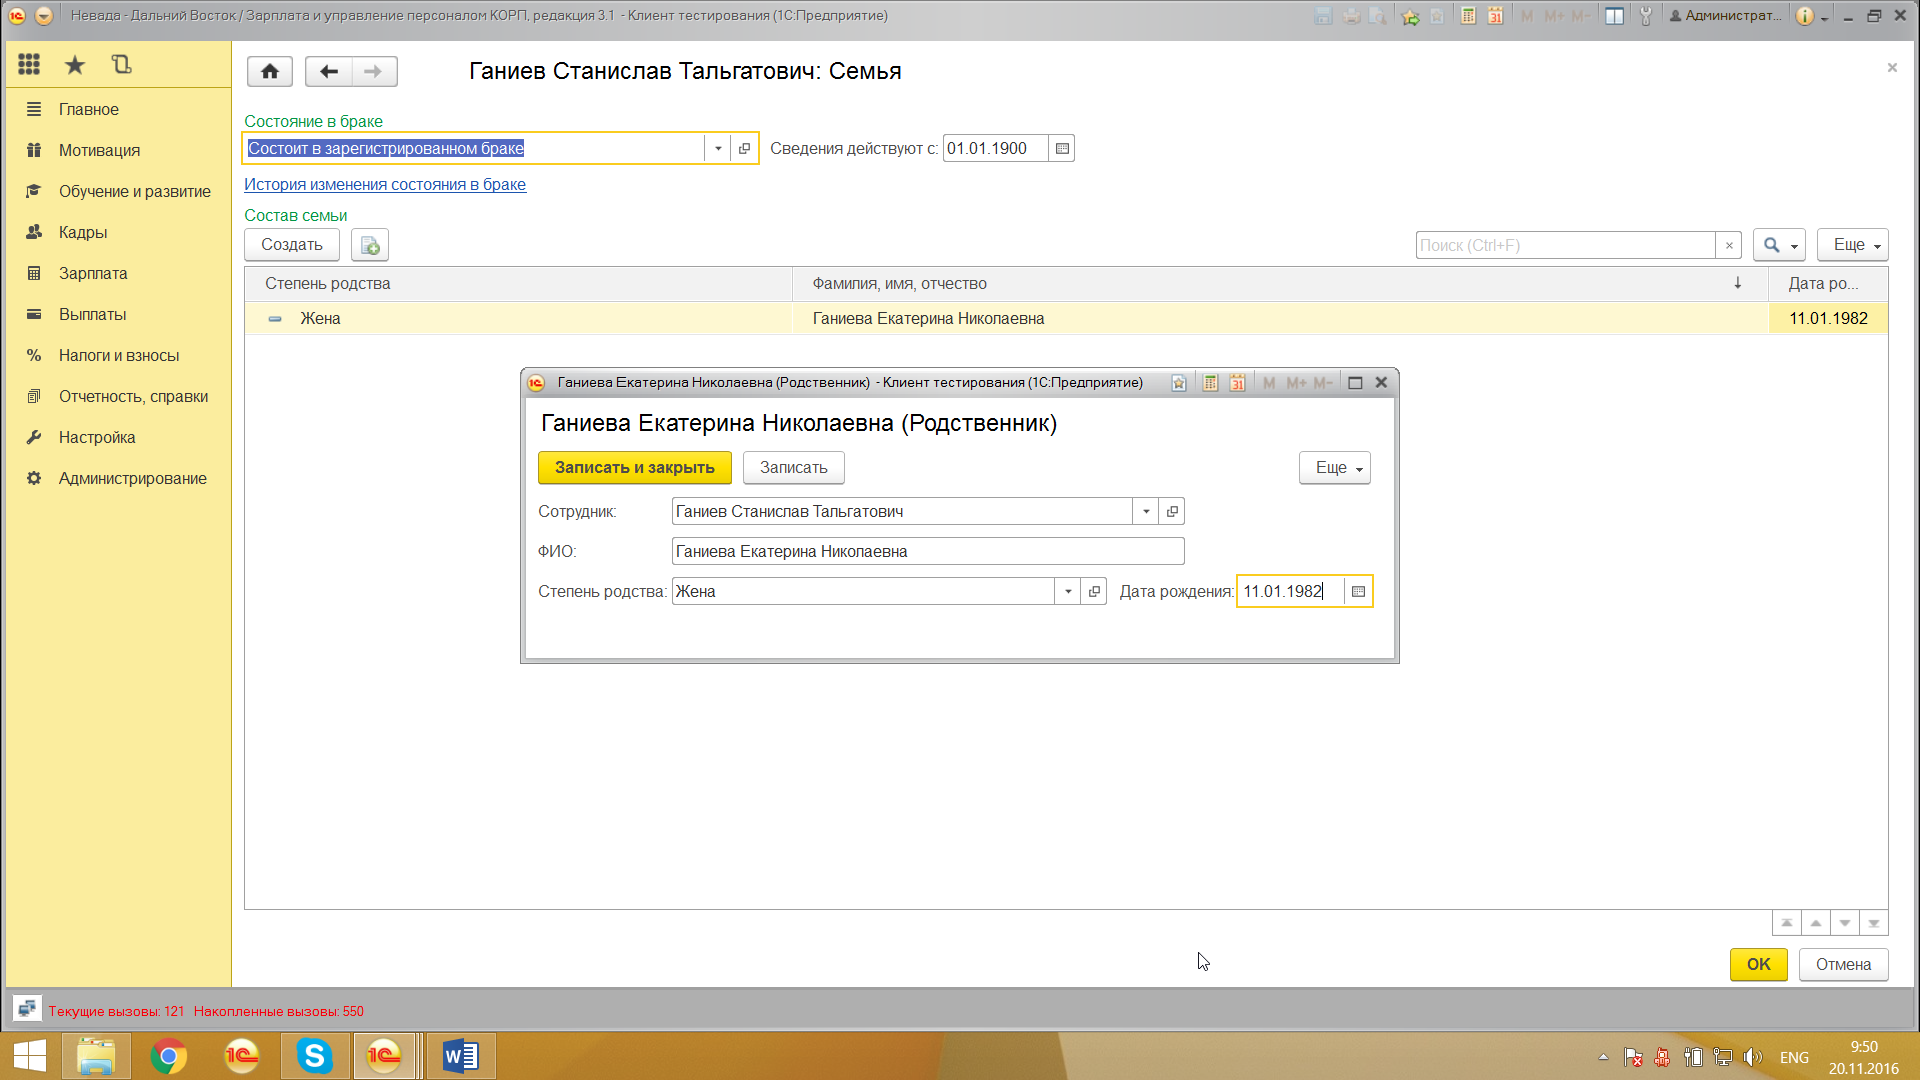 Невада - Дальний Восток / Зарплата и управление персоналом КОРП, редакция 3.1 - Клиент тестирования (1С:Предприятие)
M M+ M- Администрат...
Главное
Мотивация
Обучение и развитие
Кадры
Зарплата
Выплаты
Налоги и взносы
Отчетность, справки
Настройка
Администрирование
Ганиев Станислав Тальгатович: Семья
Состояние в браке
Состоит в зарегистрированном браке Сведения действуют с: 01.01.1900
История изменения состояния в браке
Состав семьи
Создать Поиск (Ctrl+F) × Еще
Степень родства Фамилия, имя, отчество ↓ Дата ро...
Жена Ганиева Екатерина Николаевна 11.01.1982
Ганиева Екатерина Николаевна (Родственник) - Клиент тестирования (1С:Предприятие) 31 M M+ M-
Ганиева Екатерина Николаевна (Родственник)
Записать и закрыть Записать Еще
Сотрудник: Ганиев Станислав Тальгатович
ФИО: Ганиева Екатерина Николаевна
Степень родства: Жена Дата рождения: 11.01.1982
OK Отмена
Текущие вызовы: 121 Накопленные вызовы: 550
ENG
9:50
20.11.2016